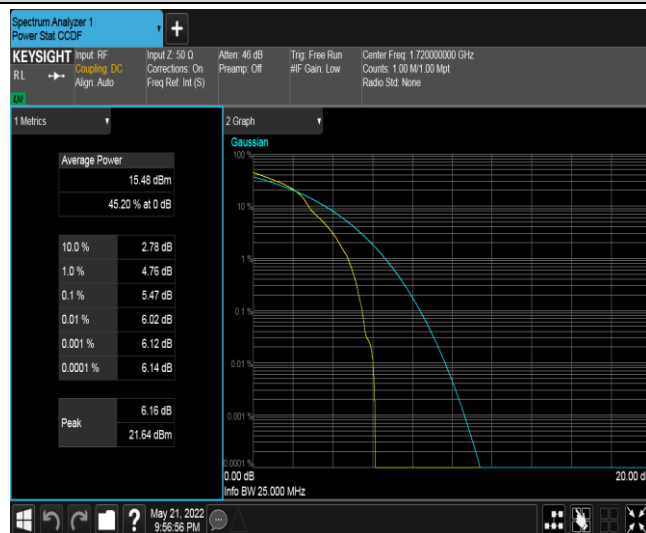 Spectrum Analyzer 1
Power Stat CCDF
+
KEYSIGHT
RL
LXI
Input: RF
Coupling: DC
Align: Auto
Input Z: 50 Ω
Corrections: On
Freq Ref: Int (S)
Atten: 46 dB
Preamp: Off
Trig: Free Run
#IF Gain: Low
Center Freq: 1.720000000 GHz
Counts: 1.00 M/1.00 Mpt
Radio Std: None
1 Metrics
Average Power
15.48 dBm
45.20 % at 0 dB
10.0 % 2.78 dB
1.0 % 4.76 dB
0.1 % 5.47 dB
0.01 % 6.02 dB
0.001 % 6.12 dB
0.0001 % 6.14 dB
Peak 6.16 dB
21.64 dBm
2 Graph
Gaussian
100 %
10 %
1 %
0.1 %
0.01 %
0.001 %
0.0001 %
0.00 dB 20.00 d
Info BW 25.000 MHz
?
May 21, 2022
9:56:56 PM